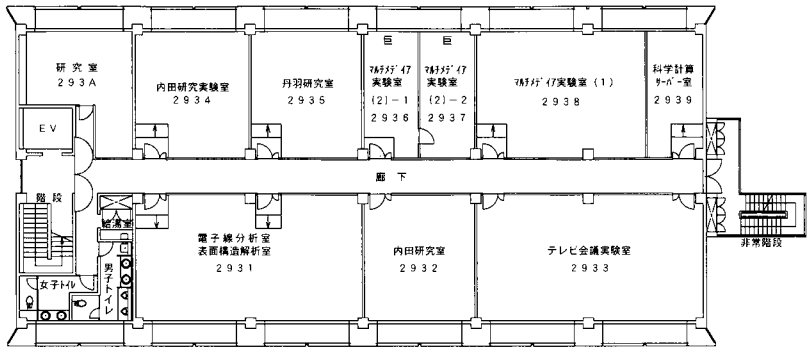 研究室
293A
内田研究実験室
2934
丹羽研究室
2935
マルチメディア
実験室
(2)-1
2936
マルチメディア
実験室
(2)-2
2937
マルチメディア実験室(1)
2938
科学計算
サーバー室
2939
EV
廊下
階段
給湯室
電子線分析室
表面構造解析室
2931
内田研究室
2932
テレビ会議実験室
2933
非常階段
女子トイレ
男子トイレ